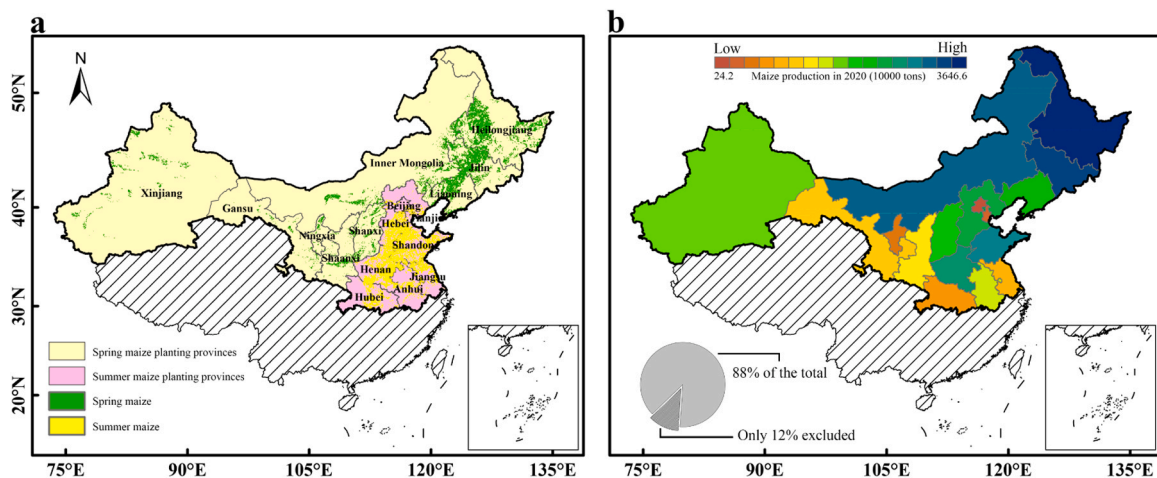 a
N
50°N
40°N
30°N
20°N
Heilongjiang
Inner Mongolia
Jilin
Xinjiang
Liaoning
Gansu
Beijing
Tianjin
Hebei
Ningxia
Shanxi
Shandong
Shaanxi
Henan
Jiangsu
Anhui
Hubei
Spring maize planting provinces
Summer maize planting provinces
Spring maize
Summer maize
75°E 90°E 105°E 120°E 135°E
b
Low High
24.2 Maize production in 2020 (10000 tons) 3646.6
88% of the total
Only 12% excluded
75°E 90°E 105°E 120°E 135°E